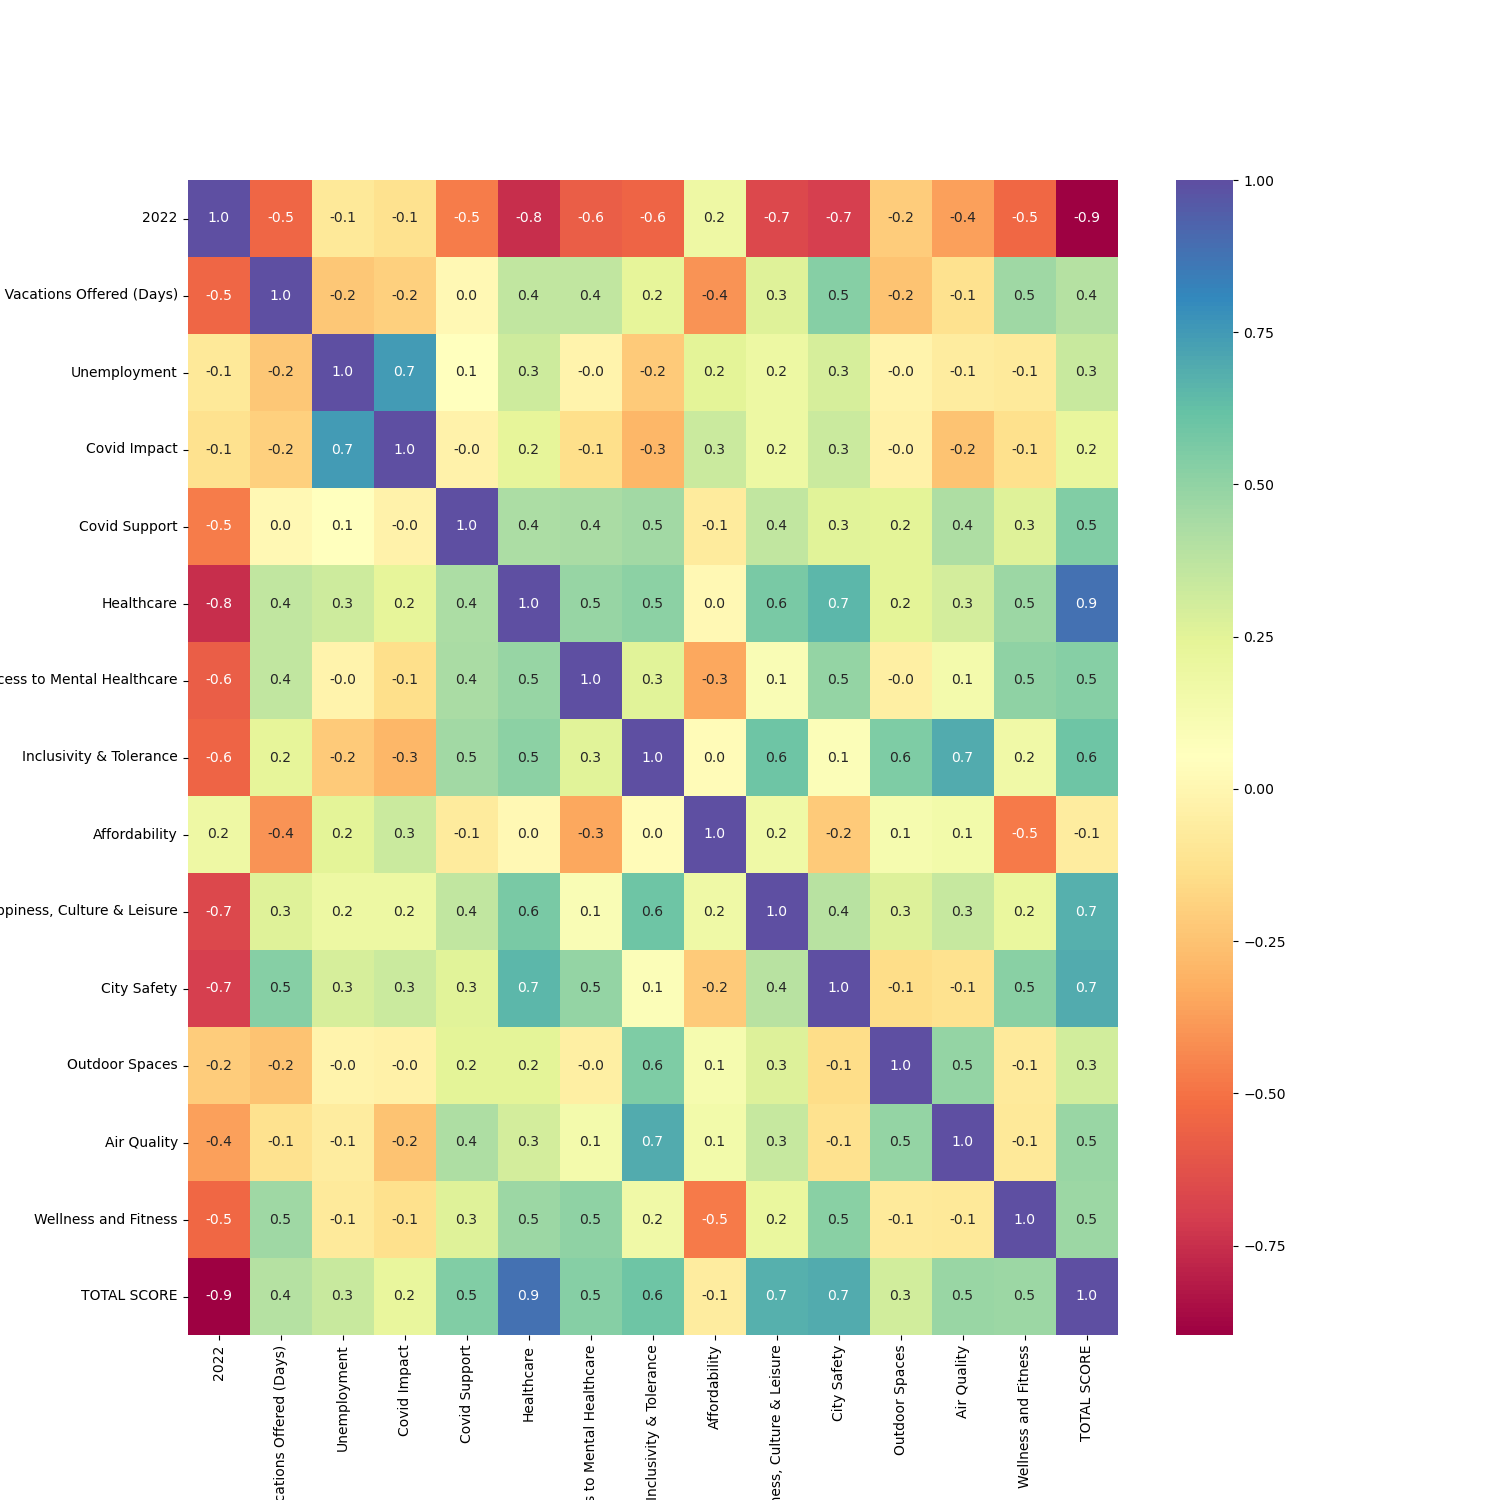 2022 1.0 -0.5 -0.1 -0.1 -0.5 -0.8 -0.6 -0.6 0.2 -0.7 -0.7 -0.2 -0.4 -0.5 -0.9
Vacations Offered (Days) -0.5 1.0 -0.2 -0.2 0.0 0.4 0.4 0.2 -0.4 0.3 0.5 -0.2 -0.1 0.5 0.4
Unemployment -0.1 -0.2 1.0 0.7 0.1 0.3 -0.0 -0.2 0.2 0.2 0.3 -0.0 -0.1 -0.1 0.3
Covid Impact -0.1 -0.2 0.7 1.0 -0.0 0.2 -0.1 -0.3 0.3 0.2 0.3 -0.0 -0.2 -0.1 0.2
Covid Support -0.5 0.0 0.1 -0.0 1.0 0.4 0.4 0.5 -0.1 0.4 0.3 0.2 0.4 0.3 0.5
Healthcare -0.8 0.4 0.3 0.2 0.4 1.0 0.5 0.5 0.0 0.6 0.7 0.2 0.3 0.5 0.9
cess to Mental Healthcare -0.6 0.4 -0.0 -0.1 0.4 0.5 1.0 0.3 -0.3 0.1 0.5 -0.0 0.1 0.5 0.5
Inclusivity & Tolerance -0.6 0.2 -0.2 -0.3 0.5 0.5 0.3 1.0 0.0 0.6 0.1 0.6 0.7 0.2 0.6
Affordability 0.2 -0.4 0.2 0.3 -0.1 0.0 -0.3 0.0 1.0 0.2 -0.2 0.1 0.1 -0.5 -0.1
ppiness, Culture & Leisure -0.7 0.3 0.2 0.2 0.4 0.6 0.1 0.6 0.2 1.0 0.4 0.3 0.3 0.2 0.7
City Safety -0.7 0.5 0.3 0.3 0.3 0.7 0.5 0.1 -0.2 0.4 1.0 -0.1 -0.1 0.5 0.7
Outdoor Spaces -0.2 -0.2 -0.0 -0.0 0.2 0.2 -0.0 0.6 0.1 0.3 -0.1 1.0 0.5 -0.1 0.3
Air Quality -0.4 -0.1 -0.1 -0.2 0.4 0.3 0.1 0.7 0.1 0.3 -0.1 0.5 1.0 -0.1 0.5
Wellness and Fitness -0.5 0.5 -0.1 -0.1 0.3 0.5 0.5 0.2 -0.5 0.2 0.5 -0.1 -0.1 1.0 0.5
TOTAL SCORE -0.9 0.4 0.3 0.2 0.5 0.9 0.5 0.6 -0.1 0.7 0.7 0.3 0.5 0.5 1.0
2022
cations Offered (Days)
Unemployment
Covid Impact
Covid Support
Healthcare
s to Mental Healthcare
Inclusivity & Tolerance
Affordability
ness, Culture & Leisure
City Safety
Outdoor Spaces
Air Quality
Wellness and Fitness
TOTAL SCORE
1.00
0.75
0.50
0.25
0.00
−0.25
−0.50
−0.75